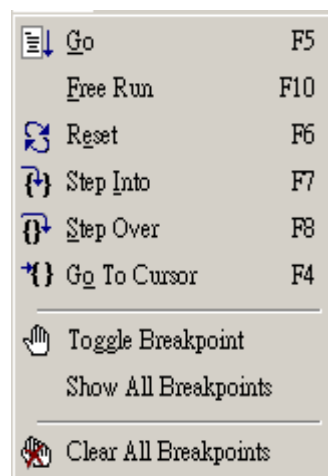 Go F5
Free Run F10
Reset F6
Step Into F7
Step Over F8
Go To Cursor F4
Toggle Breakpoint
Show All Breakpoints
Clear All Breakpoints